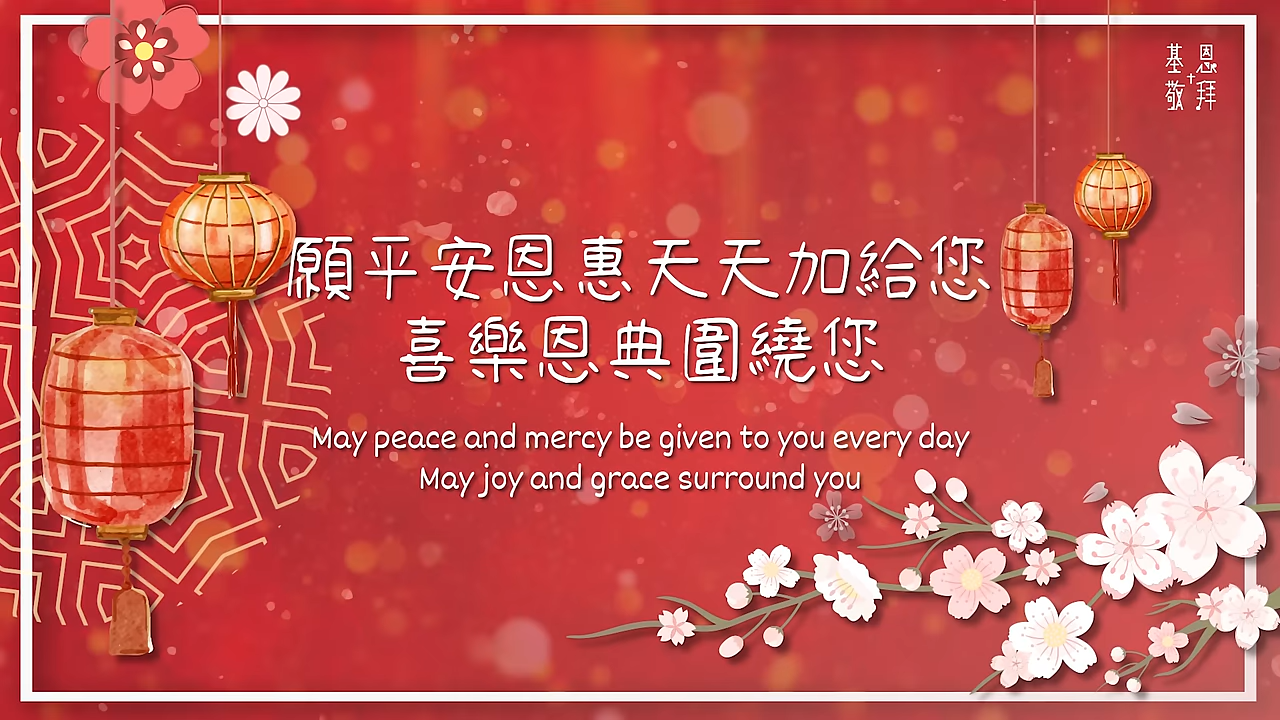 基恩
敬拜
願平安恩惠天天加給您
喜樂恩典圍繞您
May peace and mercy be given to you every day
May joy and grace surround you